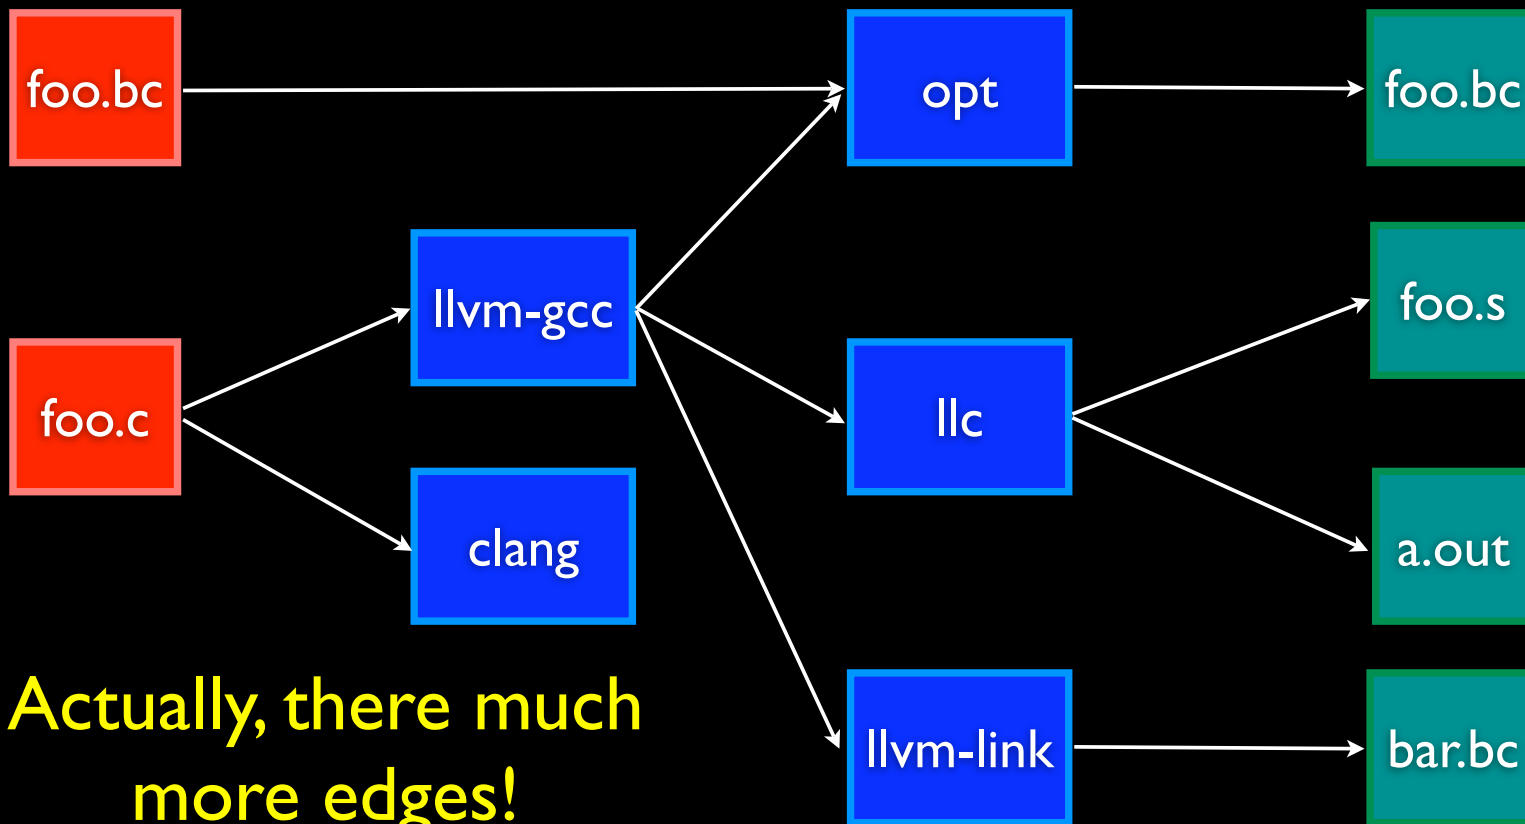 foo.bc
opt
foo.bc
llvm-gcc
foo.s
foo.c
llc
clang
a.out
Actually, there much
more edges!
llvm-link
bar.bc